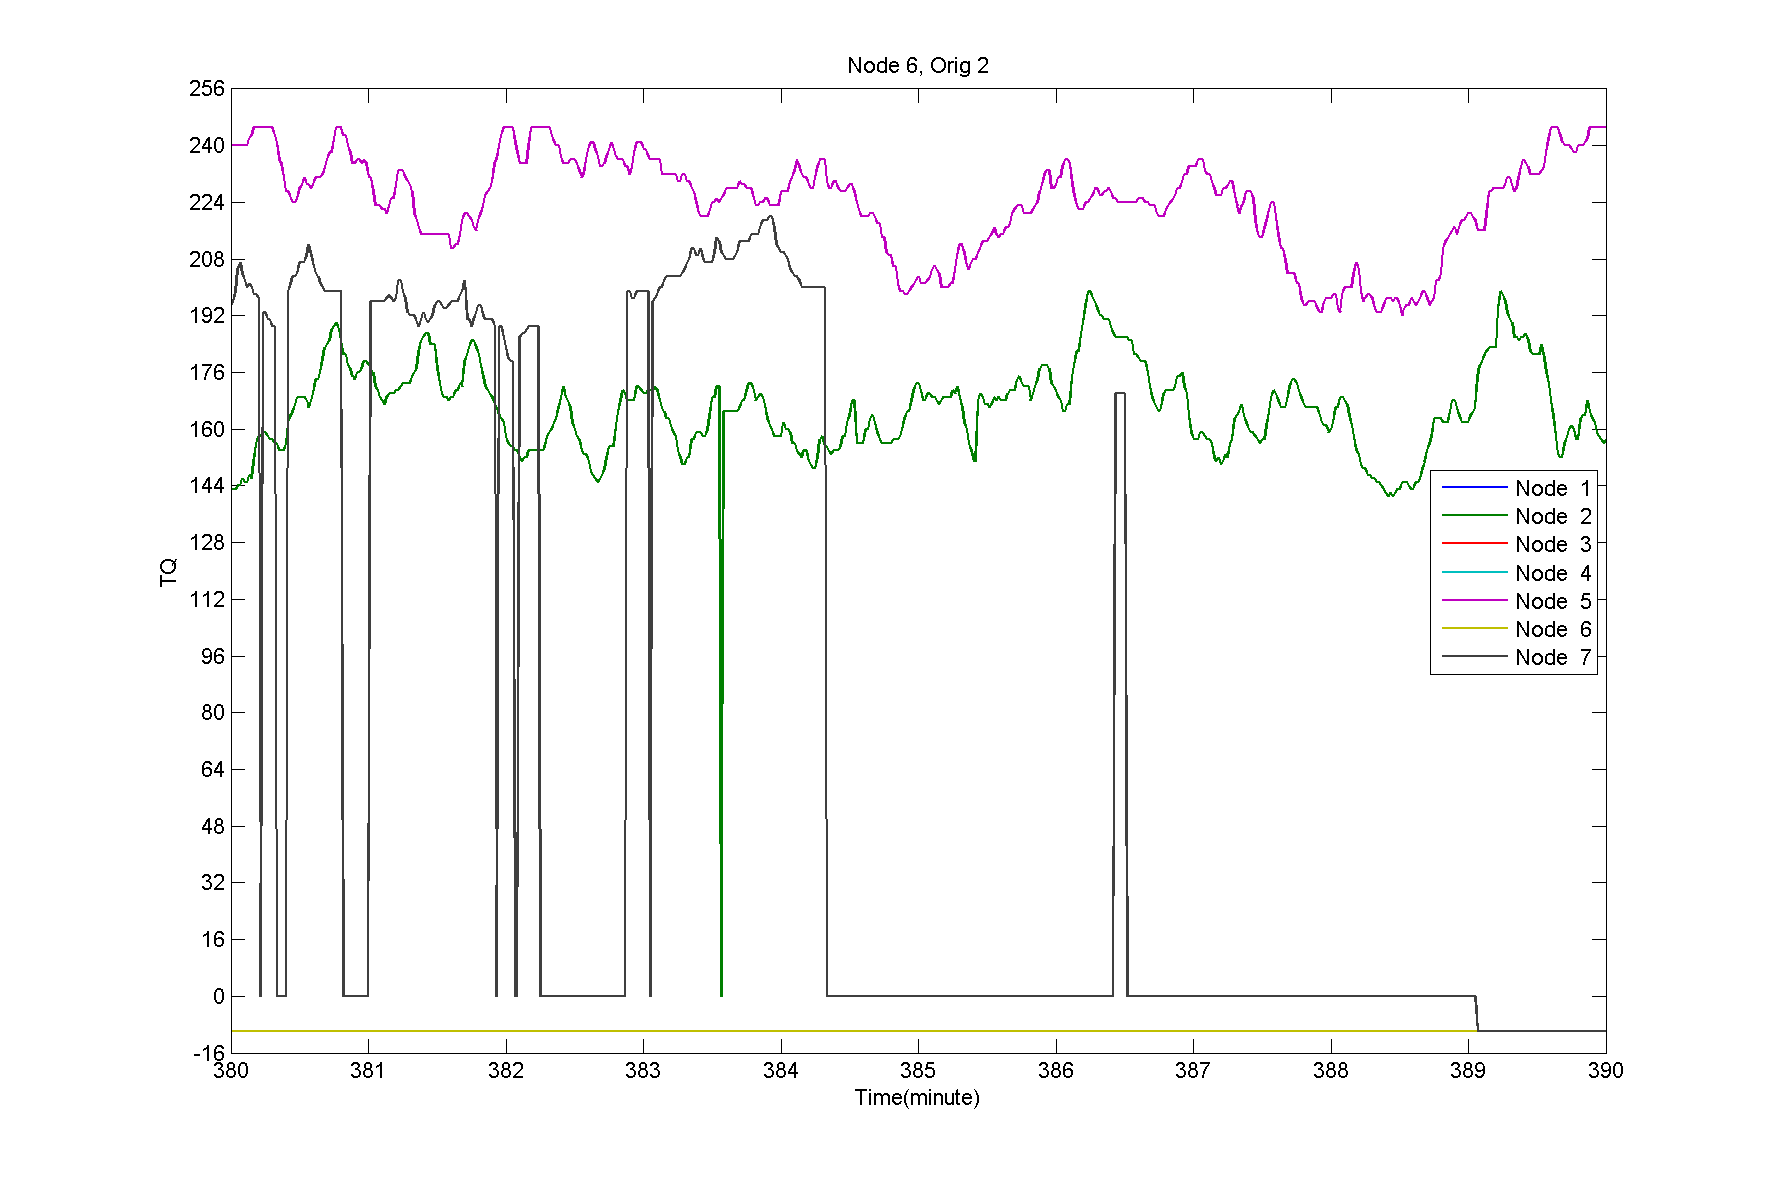 Node 6, Orig 2
256
240
224
208
192
176
160
144
128
112
96
80
64
48
32
16
0
-16
TQ
Node 1
Node 2
Node 3
Node 4
Node 5
Node 6
Node 7
380 381 382 383 384 385 386 387 388 389 390
Time(minute)